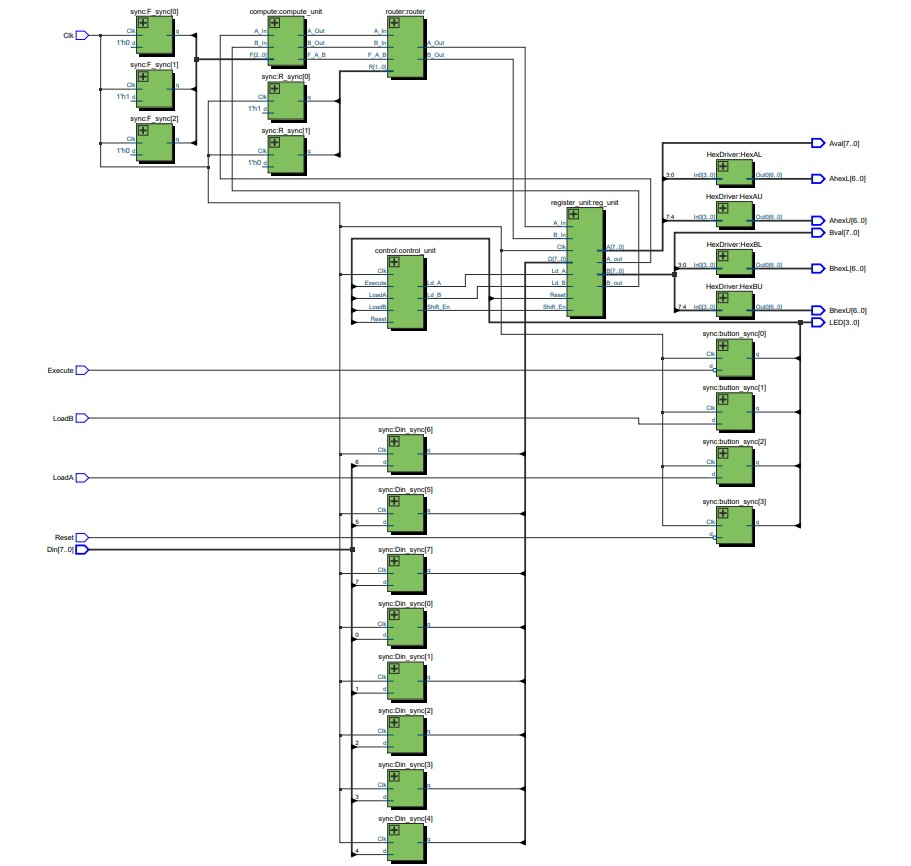 sync:F_sync[0]
compute:compute_unit
router:router
Clk
Clk q
1'h0 d
A_In A_Out
B_In B_Out
F[2..0] F_A_B
A_In
B_In
F_A_B
R[1..0]
A_Out
B_Out
sync:F_sync[1]
Clk q
1'h1 d
sync:R_sync[0]
Clk q
1'h1 d
sync:F_sync[2]
Clk q
1'h0 d
sync:R_sync[1]
Clk q
1'h0 d
Aval[7..0]
HexDriver:HexAL
3:0 In0[3..0] Out0[6..0] AhexL[6..0]
HexDriver:HexAU
7:4 In0[3..0] Out0[6..0] AhexU[6..0]
Bval[7..0]
HexDriver:HexBL
3:0 In0[3..0] Out0[6..0] BhexL[6..0]
HexDriver:HexBU
7:4 In0[3..0] Out0[6..0] BhexU[6..0]
LED[3..0]
register_unit:reg_unit
A_In
B_In
Clk A[7..0]
D[7..0] A_out
Ld_A B[7..0]
Ld_B B_out
Reset
Shift_En
control:control_unit
Clk
Execute Ld_A
LoadA Ld_B
LoadB Shift_En
Reset
sync:button_sync[0]
Clk q
d
Execute
sync:button_sync[1]
Clk q
d
LoadB
sync:button_sync[2]
Clk q
d
LoadA
sync:button_sync[3]
Clk q
d
Reset
Din[7..0]
sync:Din_sync[6]
Clk q
6 d
sync:Din_sync[5]
Clk q
5 d
sync:Din_sync[7]
Clk q
7 d
sync:Din_sync[0]
Clk q
0 d
sync:Din_sync[1]
Clk q
1 d
sync:Din_sync[2]
Clk q
2 d
sync:Din_sync[3]
Clk q
3 d
sync:Din_sync[4]
Clk q
4 d